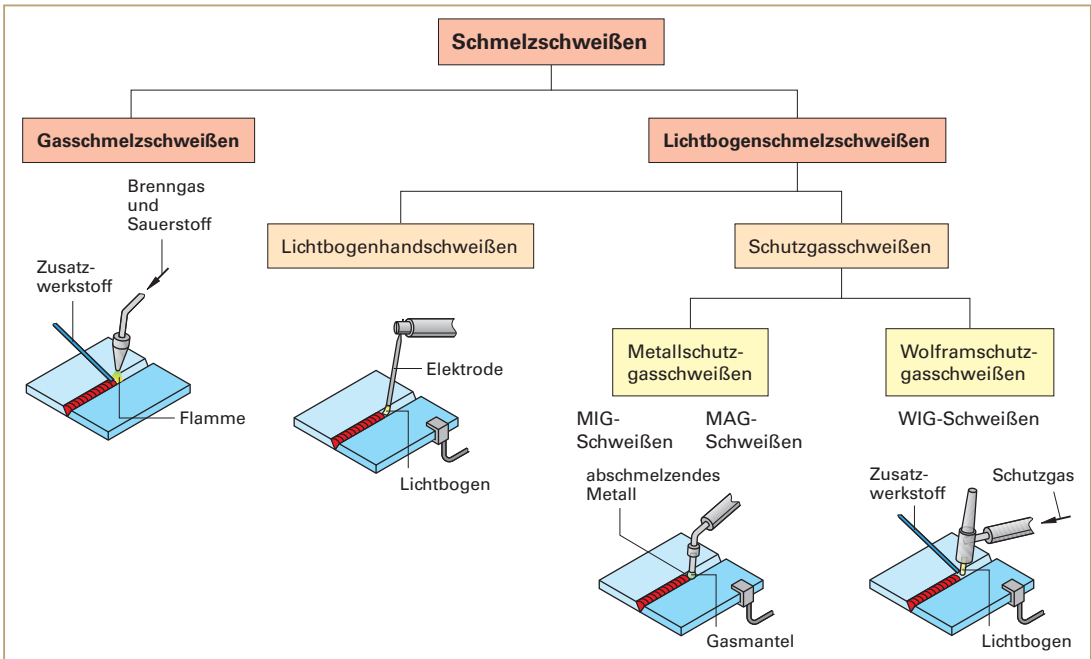 Schmelzschweißen
Gasschmelzschweißen
Lichtbogenschmelzschweißen
Brenngas
und
Sauerstoff
Zusatz-
werkstoff
Flamme
Lichtbogenhandschweißen
Schutzgasschweißen
Elektrode
Lichtbogen
Metallschutz-
gasschweißen
Wolframschutz-
gasschweißen
MIG-
Schweißen
MAG-
Schweißen
WIG-Schweißen
abschmelzendes
Metall
Gasmantel
Zusatz-
werkstoff
Schutzgas
Lichtbogen